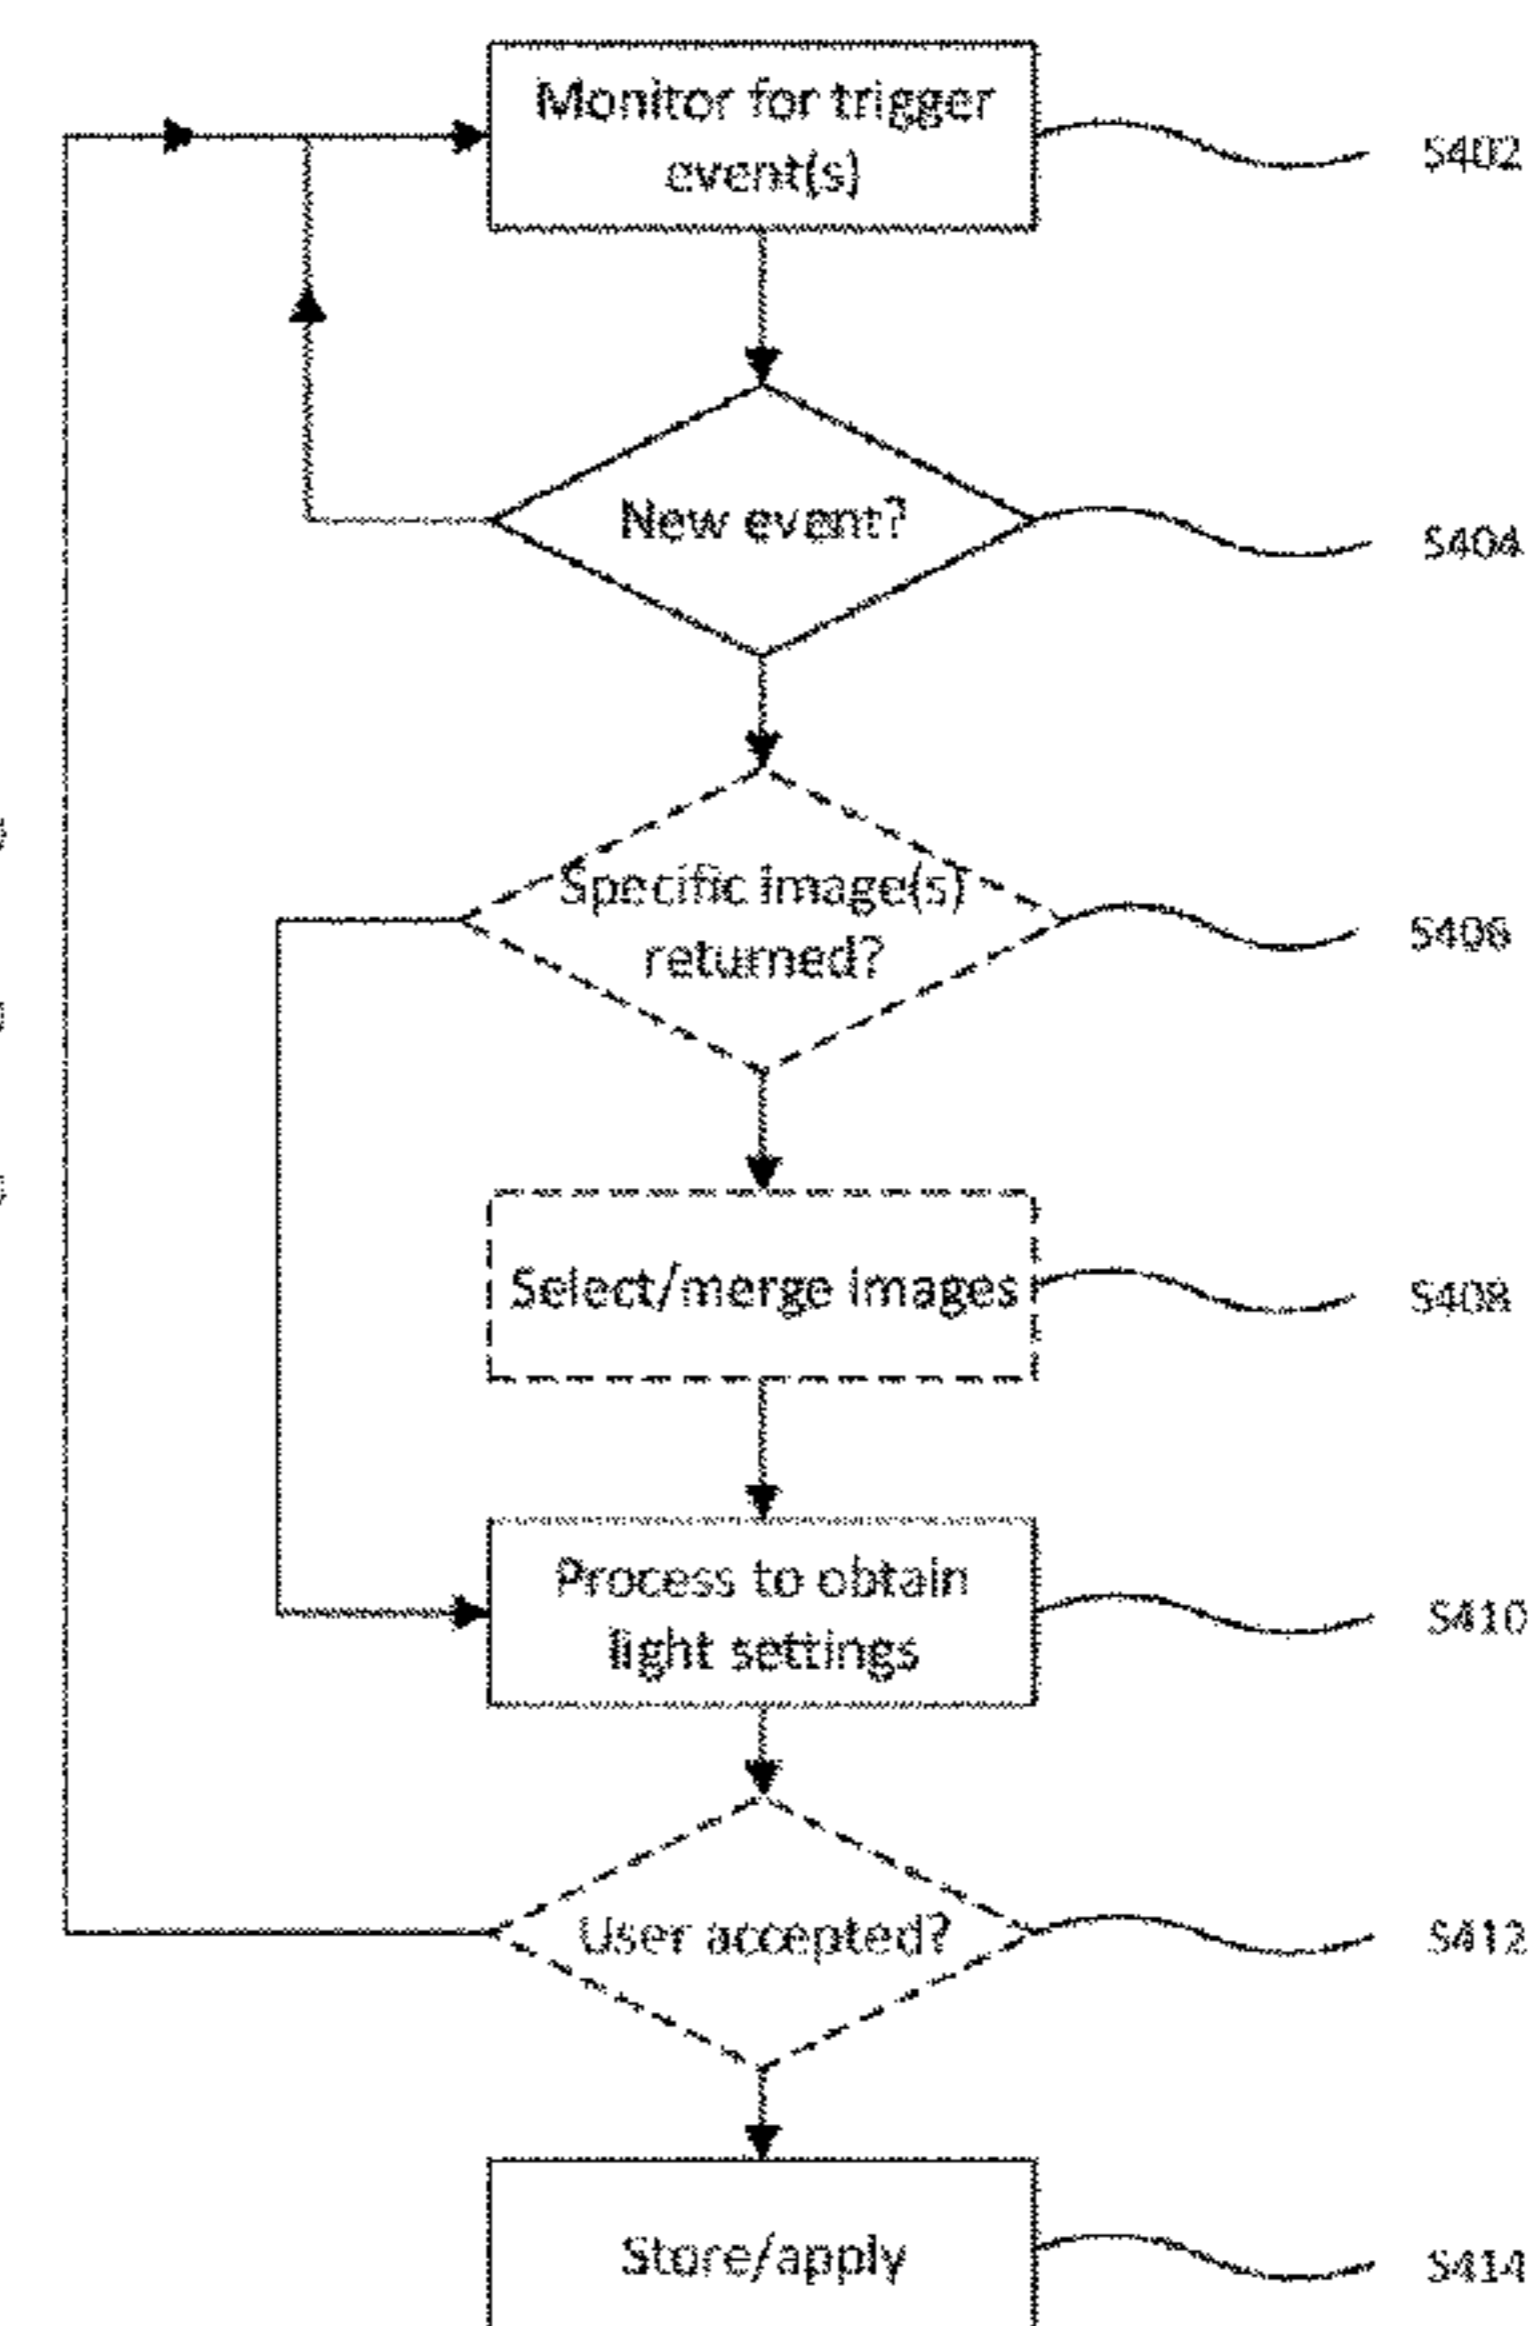 Monitor for trigger
event(s)
S402
New event?
S404
Specific image(s)
returned?
S406
Select/merge images
S408
Process to obtain
light settings
S410
User accepted?
S412
Store/apply
S414